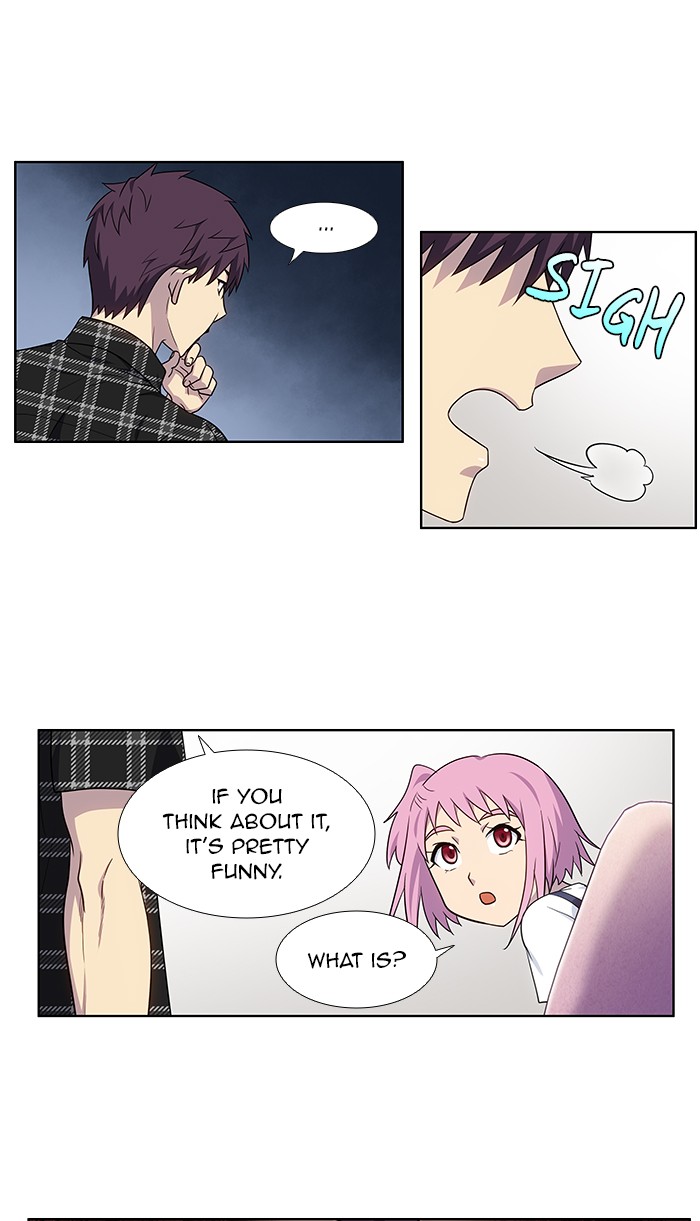 ...
SIGH
IF YOU
THINK ABOUT IT,
IT'S PRETTY
FUNNY.
WHAT IS?